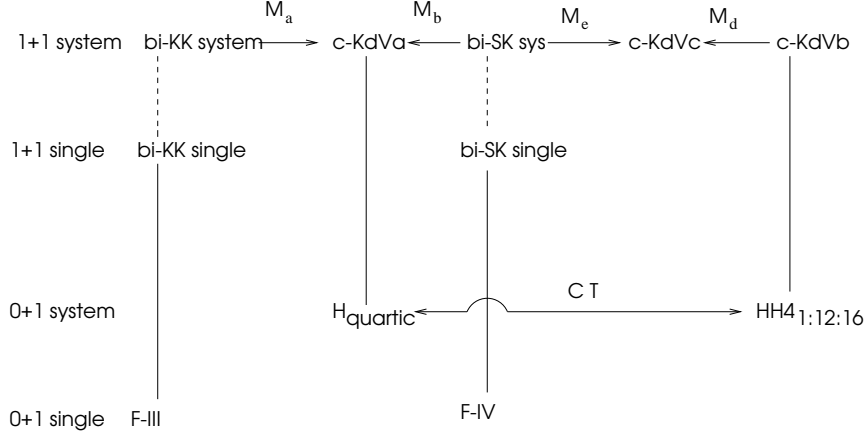 M_a M_b M_e M_d
1+1 system bi-KK system c-KdVa bi-SK sys c-KdVc c-KdVb
1+1 single bi-KK single bi-SK single
C T
0+1 system H_quartic HH4_1:12:16
0+1 single F-III F-IV